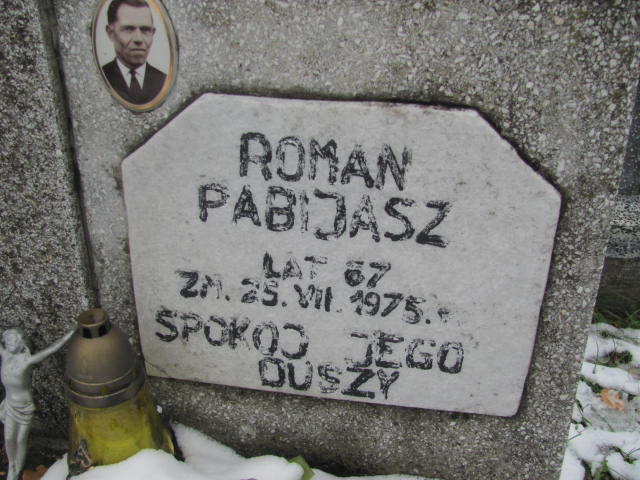 ROMAN
PABIJASZ
LAT 67
ZM. 25. VII. 1975. r.
SPOKOJ JEGO
DUSZY